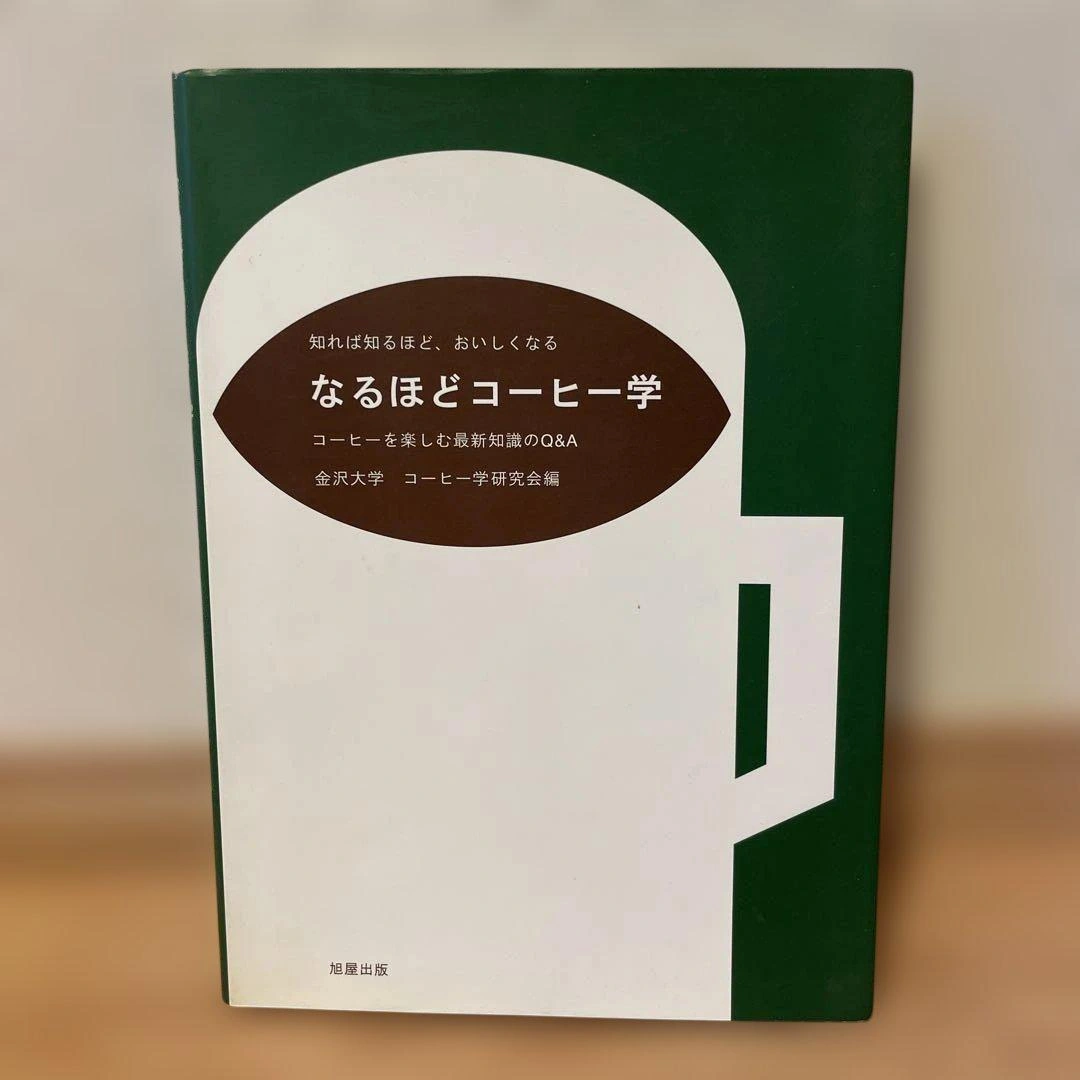 知れば知るほど、おいしくなる
なるほどコーヒー学
コーヒーを楽しむ最新知識のQ&A
金沢大学　コーヒー学研究会編
旭屋出版